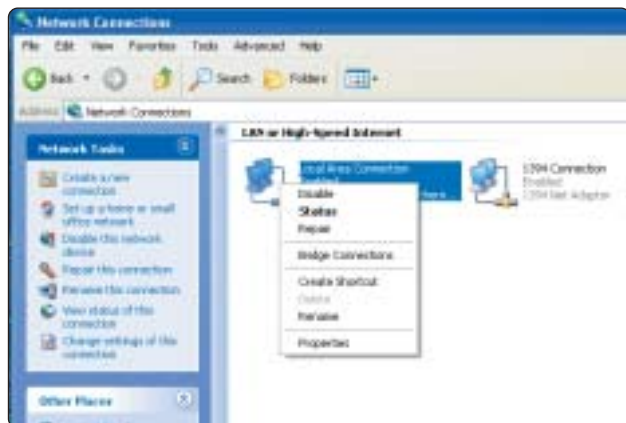 Network Connections
File Edit View Favorites Tools Advanced Help
Back Search Folders
Address Network Connections
Network Tasks
Create a new
connection
Set up a home or small
office network
Disable this network
device
Repair this connection
Rename this connection
View status of this
connection
Change settings of this
connection
Other Places
LAN or High-Speed Internet
Local Area Connection
Enabled
1394 Connection
Enabled
1394 Net Adapter
Disable
Status
Repair
Bridge Connections
Create Shortcut
Delete
Rename
Properties